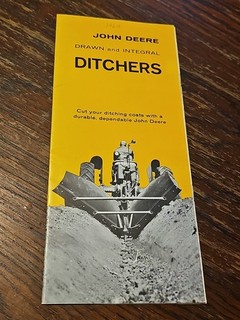 JOHN DEERE
DRAWN and INTEGRAL
DITCHERS
Cut your ditching costs with a
durable, dependable John Deere